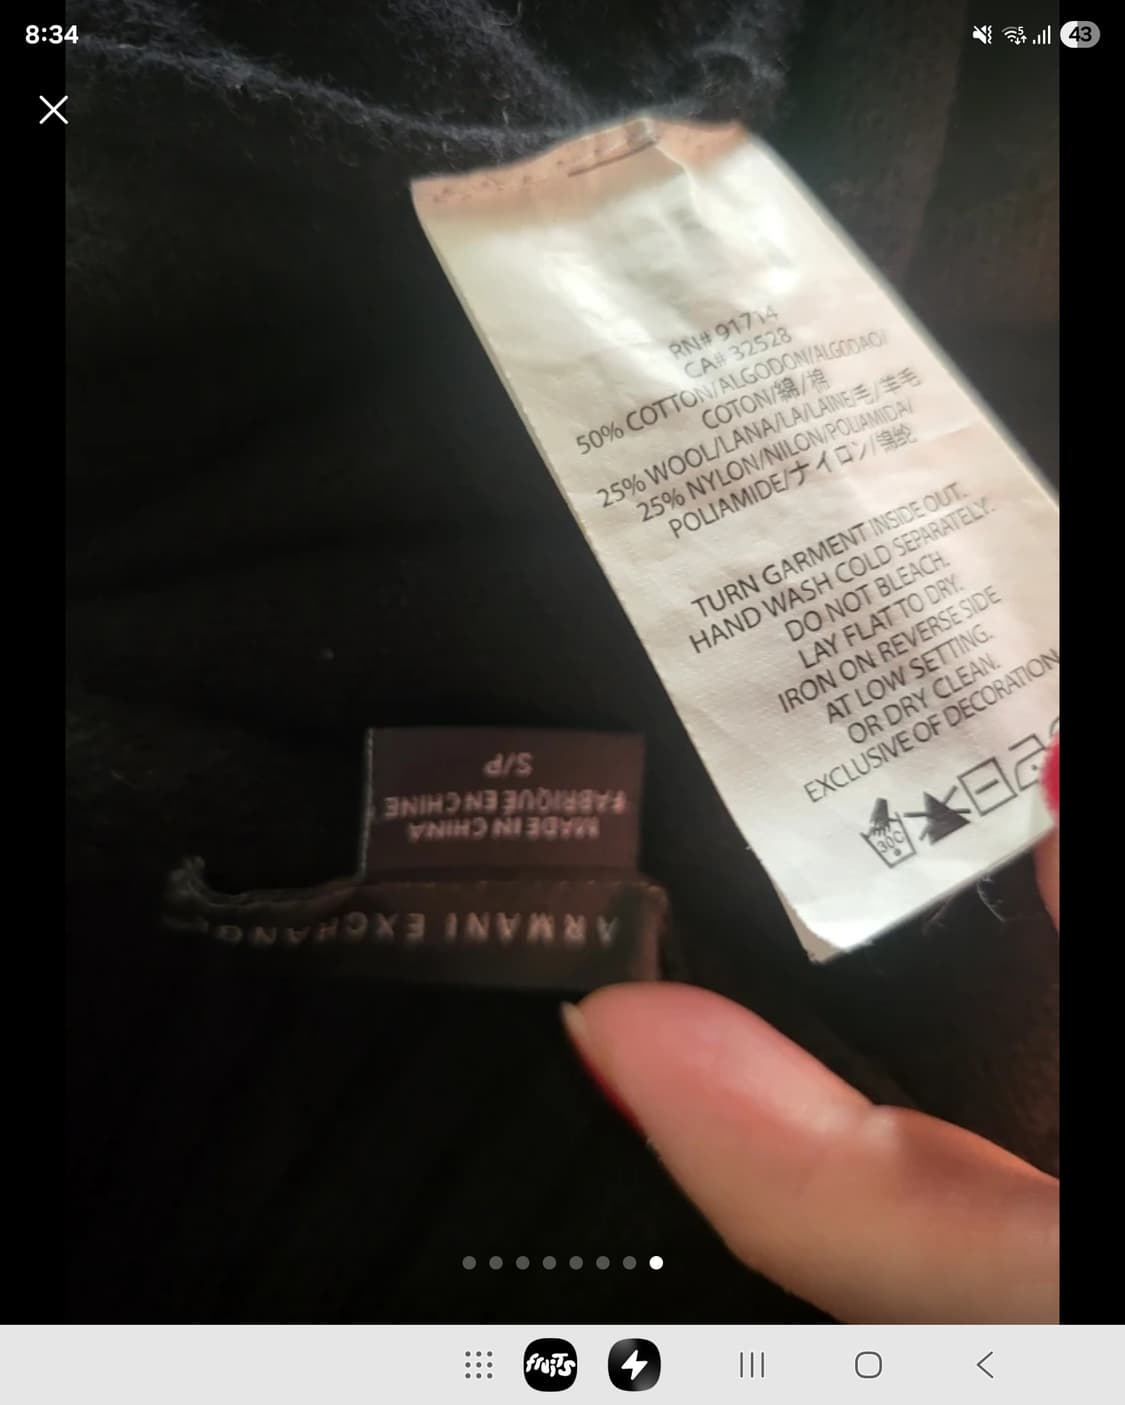 8:34
43
RN# 91714
CA# 32528
50% COTTON/ALGODON/ALGODAO/
COTON/綿/棉
25% WOOL/LANA/LA/LAINE/毛/羊毛
25% NYLON/NILON/POLIAMIDA/
POLIAMIDE/ナイロン/锦纶
TURN GARMENT INSIDE OUT.
HAND WASH COLD SEPARATELY.
DO NOT BLEACH.
LAY FLAT TO DRY.
IRON ON REVERSE SIDE
AT LOW SETTING.
OR DRY CLEAN.
EXCLUSIVE OF DECORATION
30C
ARMANI EXCHANGE
MADE IN CHINA
FABRIQUE EN CHINE
S/P
fruits